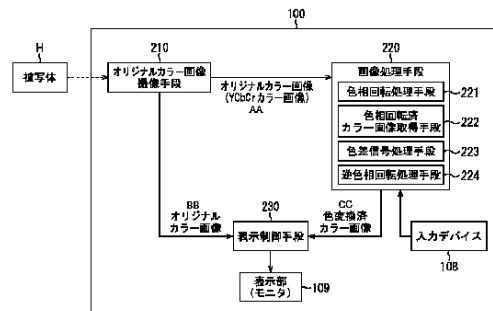 100
H
210
220
被写体
オリジナルカラー画像
撮像手段
オリジナルカラー画像
(YCbCrカラー画像)
AA
画像処理手段
色相回転処理手段
221
色相回転済
カラー画像取得手段
222
色差信号処理手段
223
逆色相回転処理手段
224
BB
オリジナル
カラー画像
230
表示制御手段
CC
色変換済
カラー画像
入力デバイス
108
表示部
(モニタ)
109